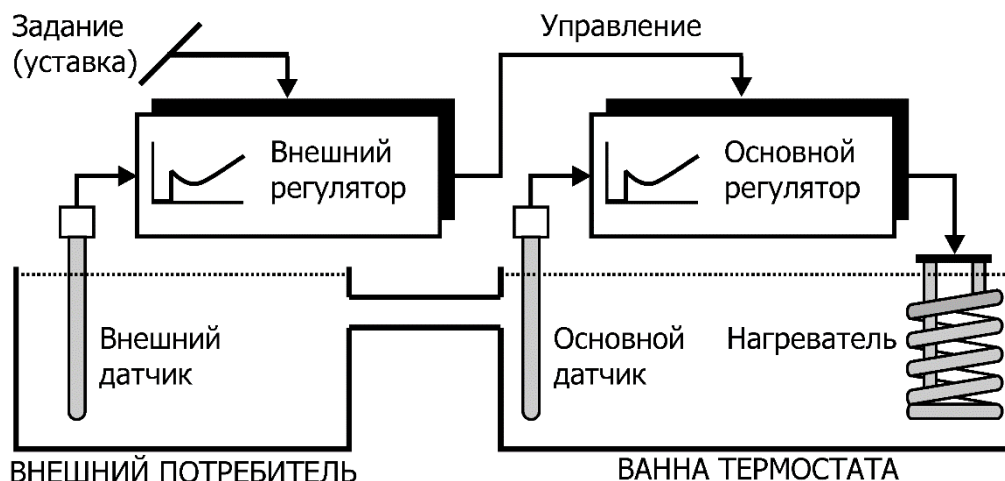 Задание
(уставка)
Управление
Внешний
регулятор
Основной
регулятор
Внешний
датчик
Основной
датчик
Нагреватель
ВНЕШНИЙ ПОТРЕБИТЕЛЬ
ВАННА ТЕРМОСТАТА